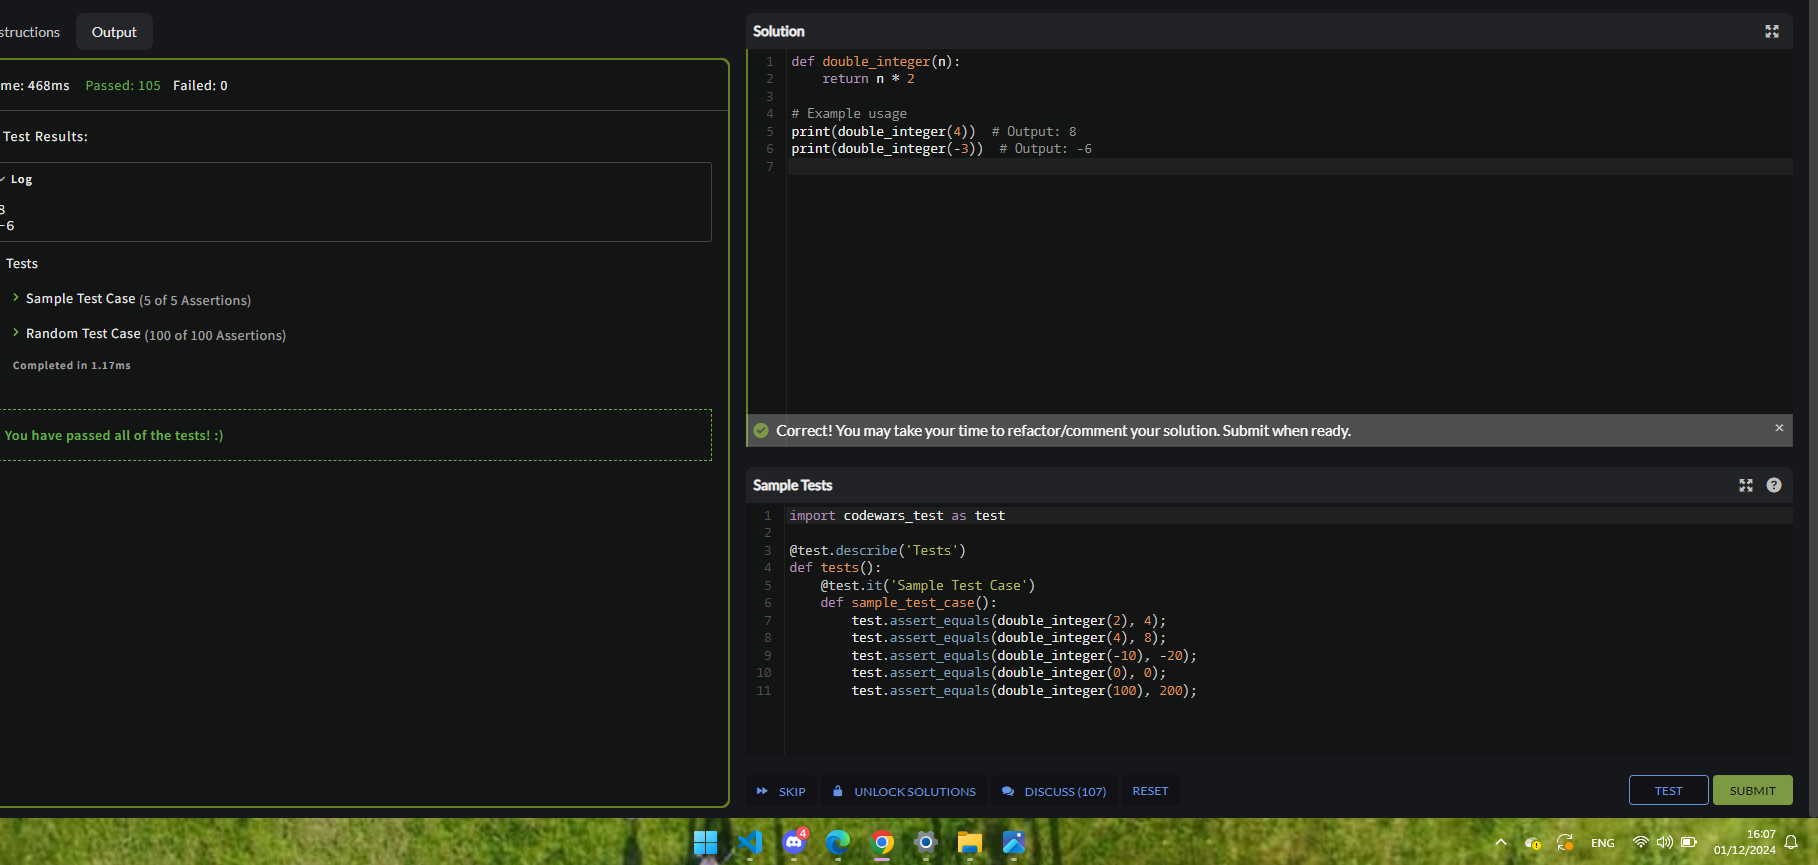 structions
Output
me: 468ms Passed: 105 Failed: 0
Test Results:
Log
8
-6
Tests
Sample Test Case (5 of 5 Assertions)
Random Test Case (100 of 100 Assertions)
Completed in 1.17ms
You have passed all of the tests! :)
Solution
1 def double_integer(n):
2     return n * 2
3
4 # Example usage
5 print(double_integer(4))  # Output: 8
6 print(double_integer(-3))  # Output: -6
7
Correct! You may take your time to refactor/comment your solution. Submit when ready.
Sample Tests
1 import codewars_test as test
2
3 @test.describe('Tests')
4 def tests():
5     @test.it('Sample Test Case')
6     def sample_test_case():
7         test.assert_equals(double_integer(2), 4);
8         test.assert_equals(double_integer(4), 8);
9         test.assert_equals(double_integer(-10), -20);
10         test.assert_equals(double_integer(0), 0);
11         test.assert_equals(double_integer(100), 200);
SKIP
UNLOCK SOLUTIONS
DISCUSS (107)
RESET
TEST
SUBMIT
4
ENG
16:07
01/12/2024